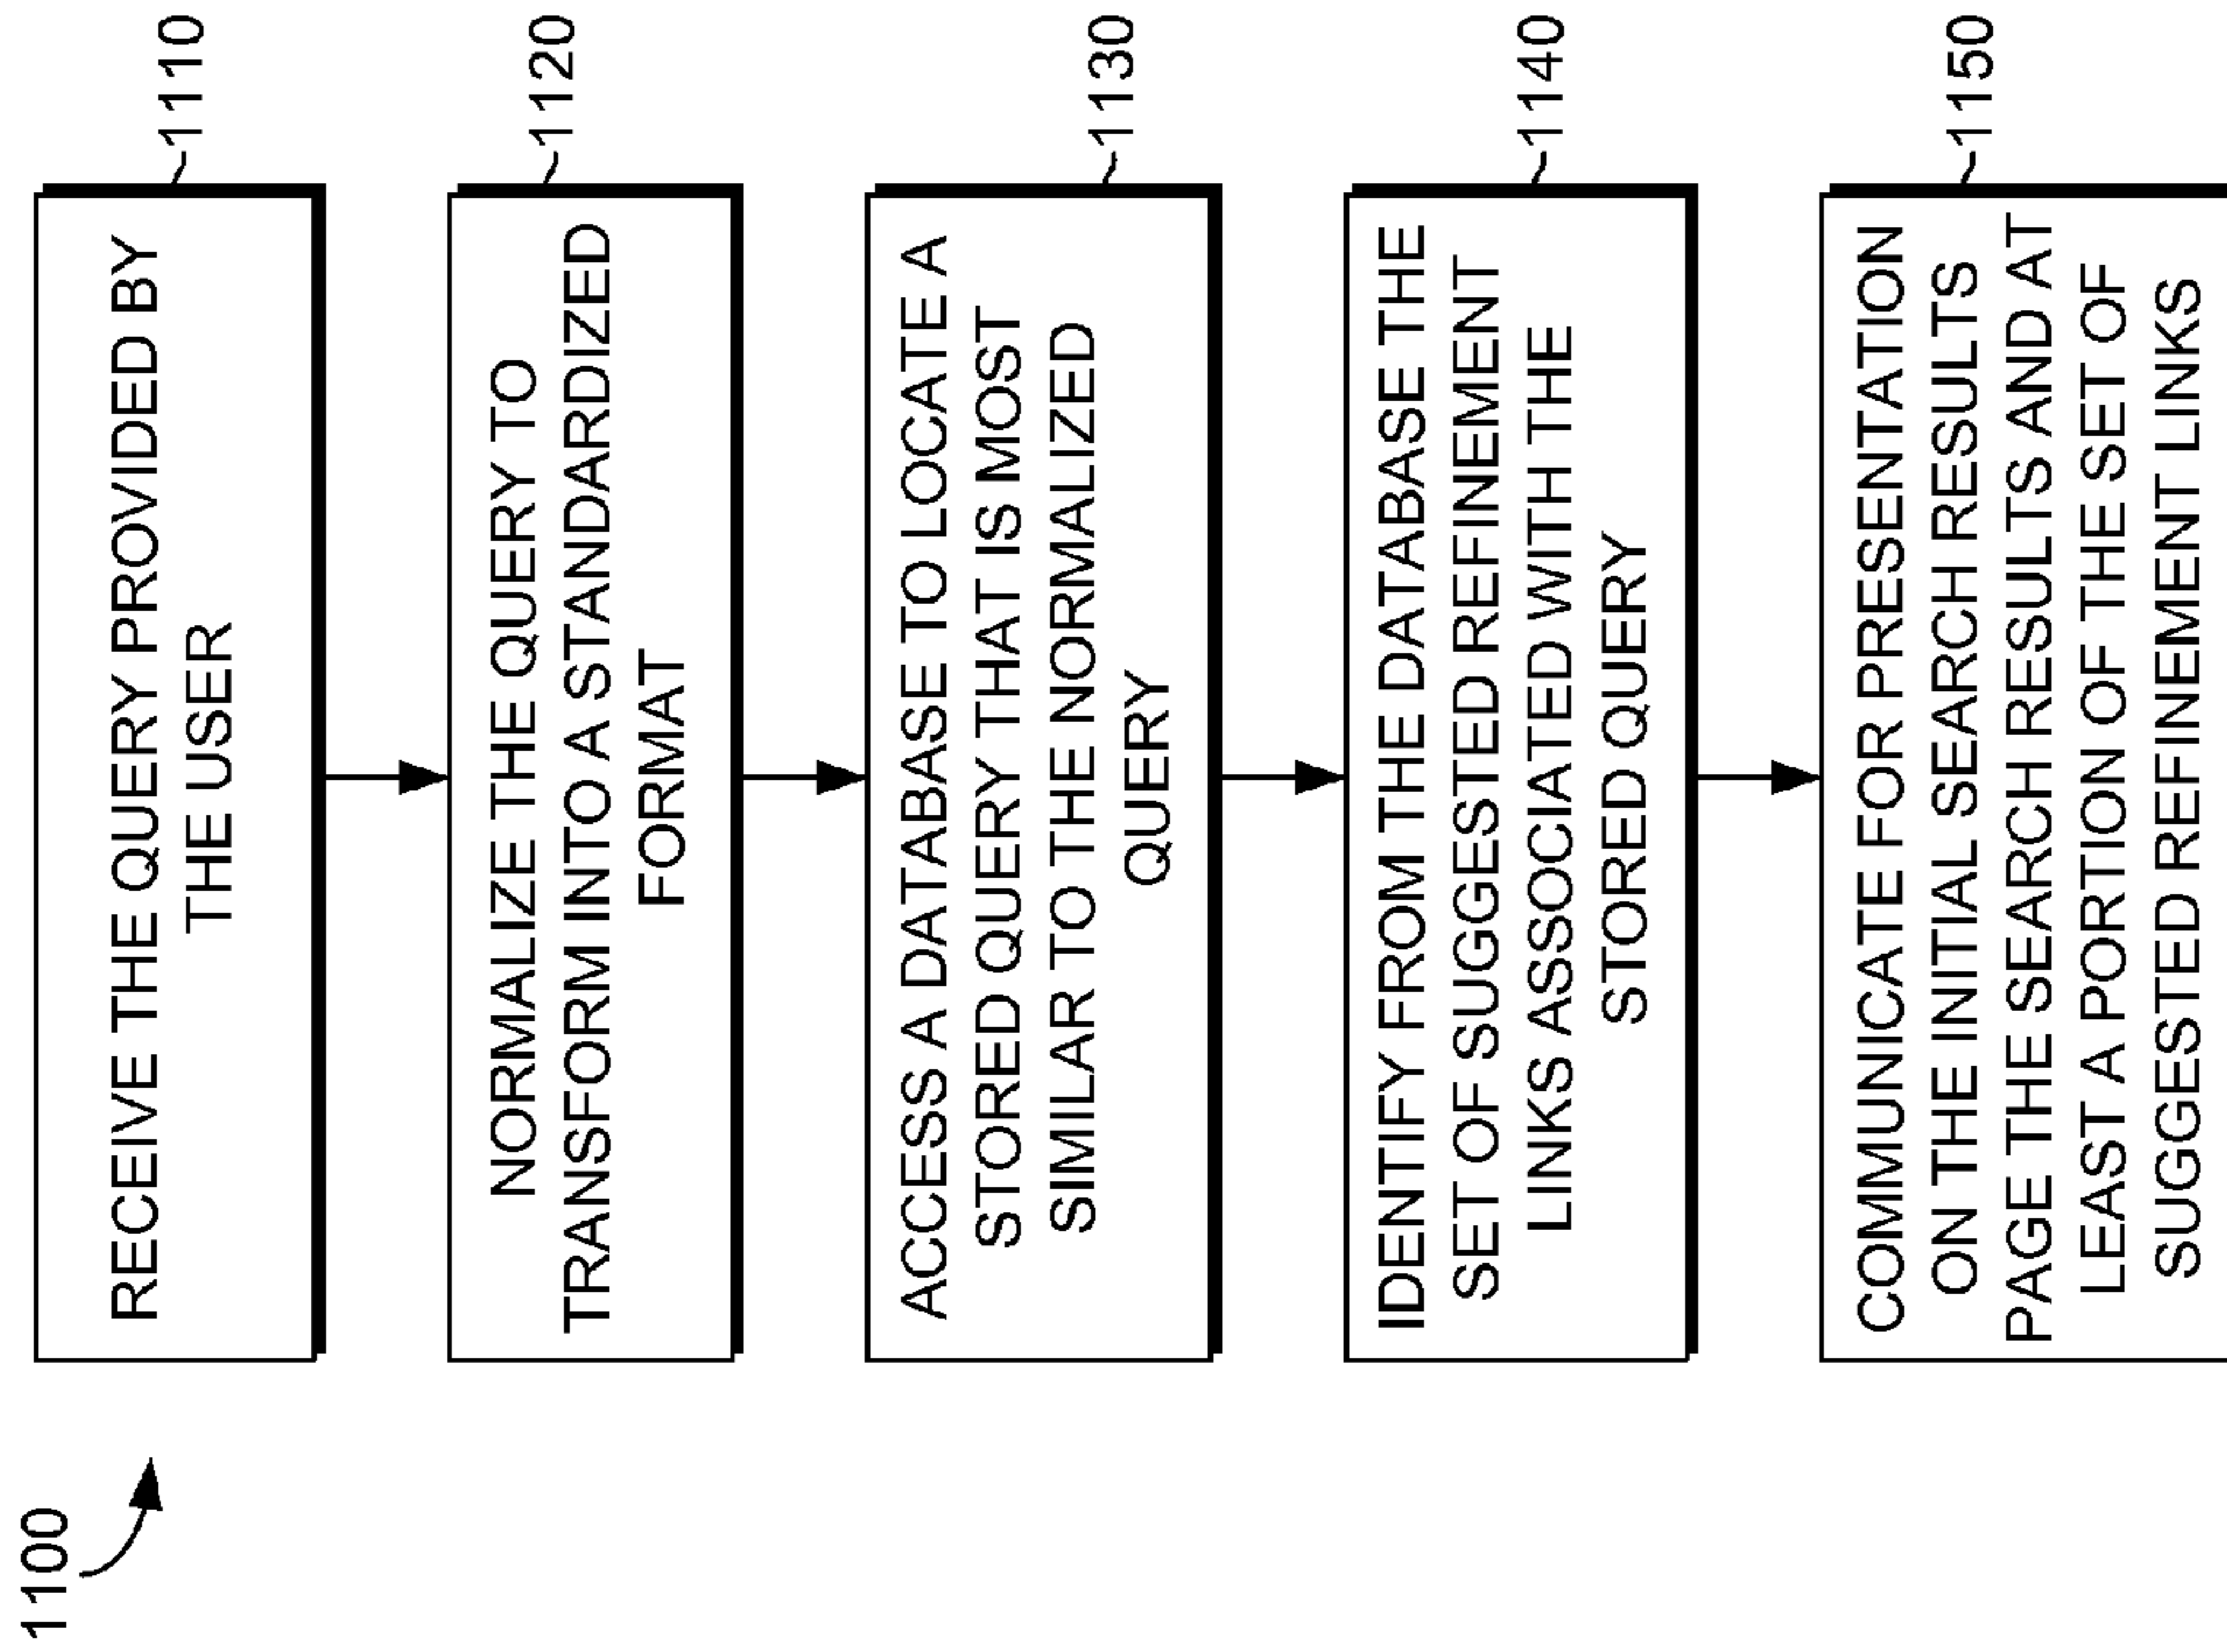 1100
RECEIVE THE QUERY PROVIDED BY
THE USER
~1110
NORMALIZE THE QUERY TO
TRANSFORM INTO A STANDARDIZED
FORMAT
~1120
ACCESS A DATABASE TO LOCATE A
STORED QUERY THAT IS MOST
SIMILAR TO THE NORMALIZED
QUERY
~1130
IDENTIFY FROM THE DATABASE THE
SET OF SUGGESTED REFINEMENT
LINKS ASSOCIATED WITH THE
STORED QUERY
~1140
COMMUNICATE FOR PRESENTATION
ON THE INITIAL SEARCH RESULTS
PAGE THE SEARCH RESULTS AND AT
LEAST A PORTION OF THE SET OF
SUGGESTED REFINEMENT LINKS
~1150